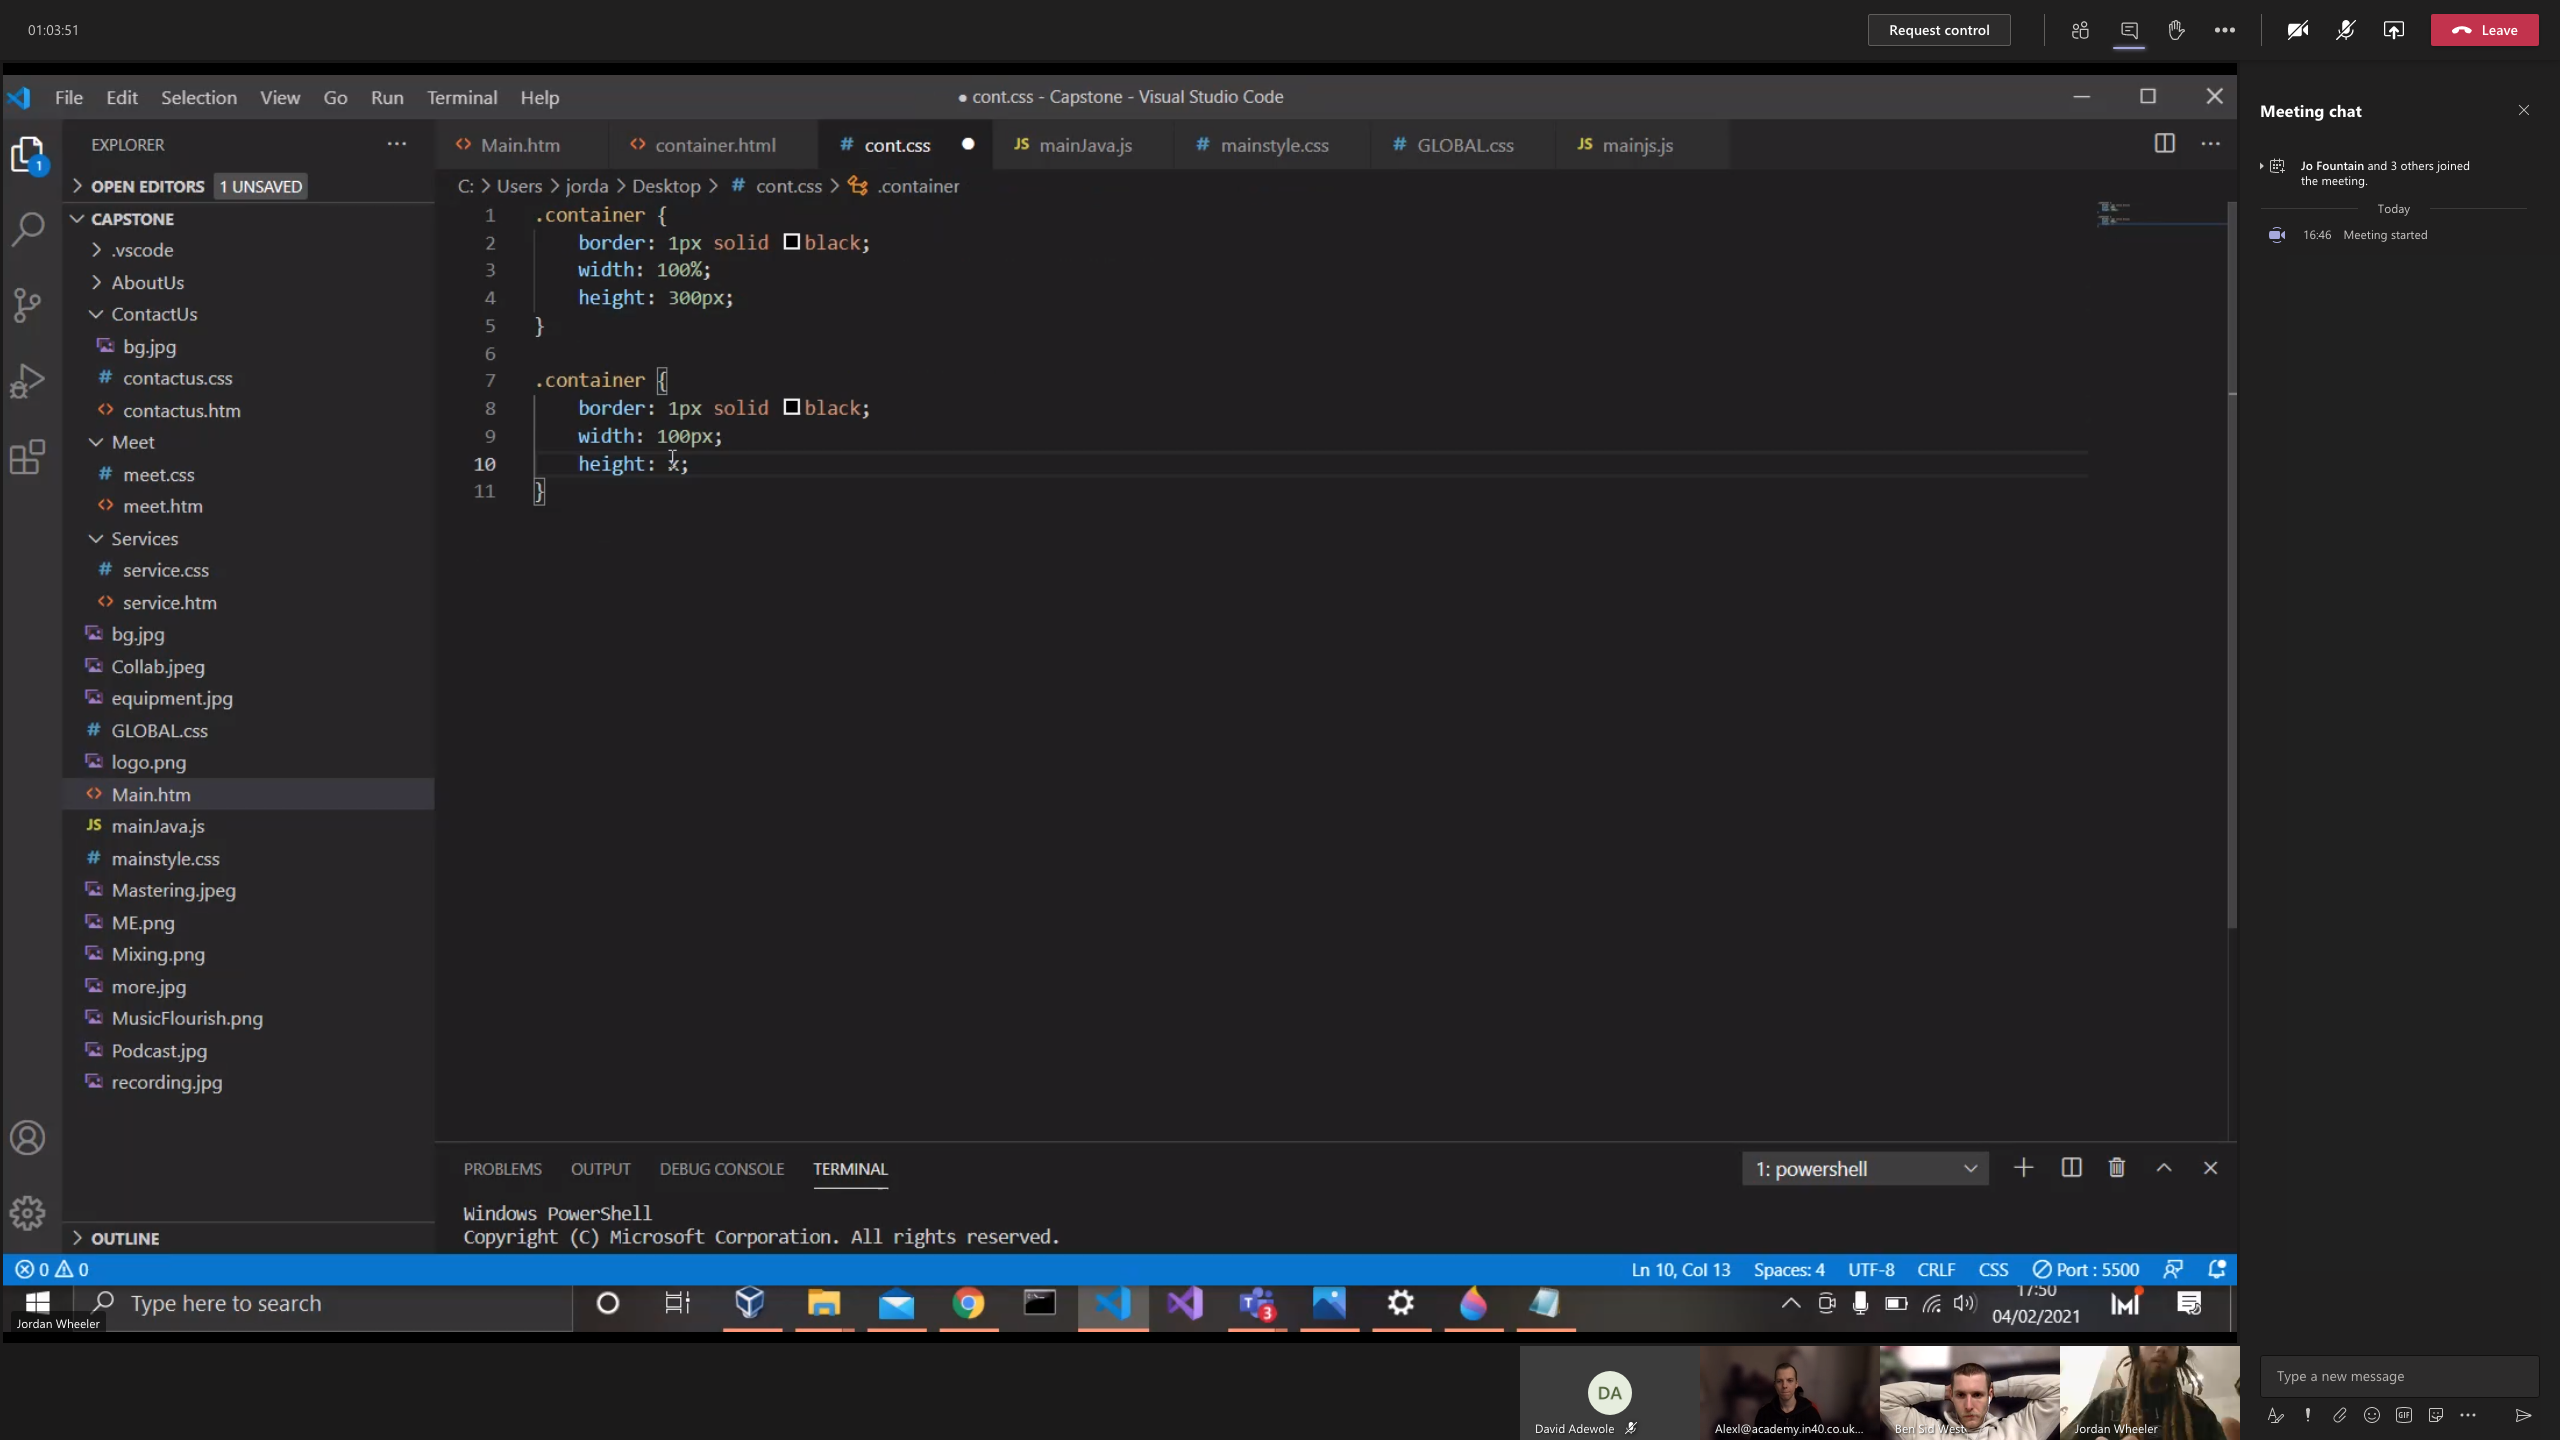 01:03:51
Request control
Leave
File Edit Selection View Go Run Terminal Help
● cont.css - Capstone - Visual Studio Code
EXPLORER
Main.htm
container.html
cont.css
JS mainJava.js
mainstyle.css
GLOBAL.css
JS mainjs.js
1
OPEN EDITORS 1 UNSAVED
C: > Users > jorda > Desktop > # cont.css > .container
CAPSTONE
.vscode
AboutUs
ContactUs
bg.jpg
# contactus.css
contactus.htm
Meet
# meet.css
meet.htm
Services
# service.css
service.htm
bg.jpg
Collab.jpeg
equipment.jpg
# GLOBAL.css
logo.png
Main.htm
JS mainJava.js
# mainstyle.css
Mastering.jpeg
ME.png
Mixing.png
more.jpg
MusicFlourish.png
Podcast.jpg
recording.jpg
OUTLINE
1 .container {
2 border: 1px solid black;
3 width: 100%;
4 height: 300px;
5 }
6
7 .container {
8 border: 1px solid black;
9 width: 100px;
10 height: x;
11 }
PROBLEMS OUTPUT DEBUG CONSOLE TERMINAL
1: powershell
Windows PowerShell
Copyright (C) Microsoft Corporation. All rights reserved.
0 0
Ln 10, Col 13 Spaces: 4 UTF-8 CRLF CSS Port : 5500
Type here to search
3
17:50
04/02/2021
Jordan Wheeler
DA
David Adewole
Alexl@academy.in40.co.uk...
Ben Sid West
Jordan Wheeler
Meeting chat
Jo Fountain and 3 others joined
the meeting.
Today
16:46 Meeting started
Type a new message
GIF